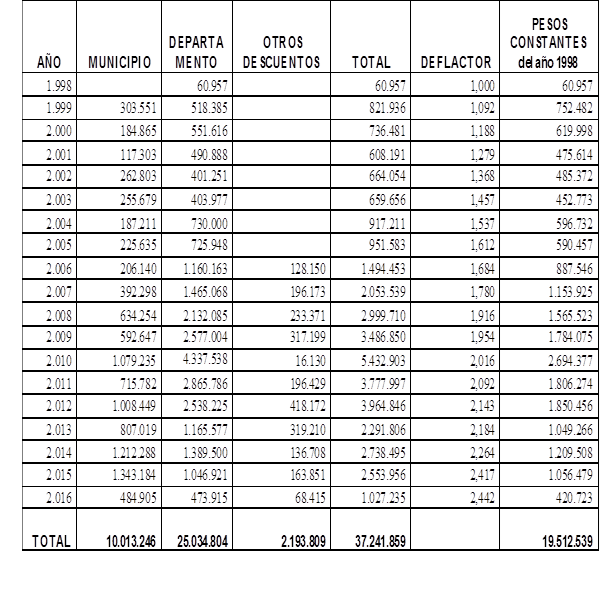 AÑO MUNICIPIO DEPARTA MENTO OTROS DESCUENTOS TOTAL DEFLACTOR PESOS CONSTANTES del año 1998
1.998 60.957 60.957 1,000 60.957
1.999 303.551 518.385 821.936 1,092 752.482
2.000 184.865 551.616 736.481 1,188 619.998
2.001 117.303 490.888 608.191 1,279 475.614
2.002 262.803 401.251 664.054 1,368 485.372
2.003 255.679 403.977 659.656 1,457 452.773
2.004 187.211 730.000 917.211 1,537 596.732
2.005 225.635 725.948 951.583 1,612 590.457
2.006 206.140 1.160.163 128.150 1.494.453 1,684 887.546
2.007 392.298 1.465.068 196.173 2.053.539 1,780 1.153.925
2.008 634.254 2.132.085 233.371 2.999.710 1,916 1.565.523
2.009 592.647 2.577.004 317.199 3.486.850 1,954 1.784.075
2.010 1.079.235 4.337.538 16.130 5.432.903 2,016 2.694.377
2.011 715.782 2.865.786 196.429 3.777.997 2,092 1.806.274
2.012 1.008.449 2.538.225 418.172 3.964.846 2,143 1.850.456
2.013 807.019 1.165.577 319.210 2.291.806 2,184 1.049.266
2.014 1.212.288 1.389.500 136.708 2.738.495 2,264 1.209.508
2.015 1.343.184 1.046.921 163.851 2.553.956 2,417 1.056.479
2.016 484.905 473.915 68.415 1.027.235 2,442 420.723
TOTAL 10.013.246 25.034.804 2.193.809 37.241.859 19.512.539